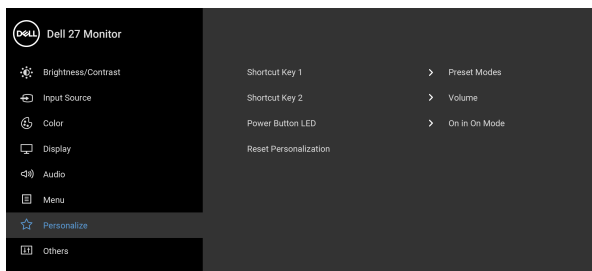 DELL Dell 27 Monitor
Brightness/Contrast
Input Source
Color
Display
Audio
Menu
Personalize
Others
Shortcut Key 1 Preset Modes
Shortcut Key 2 Volume
Power Button LED On in On Mode
Reset Personalization